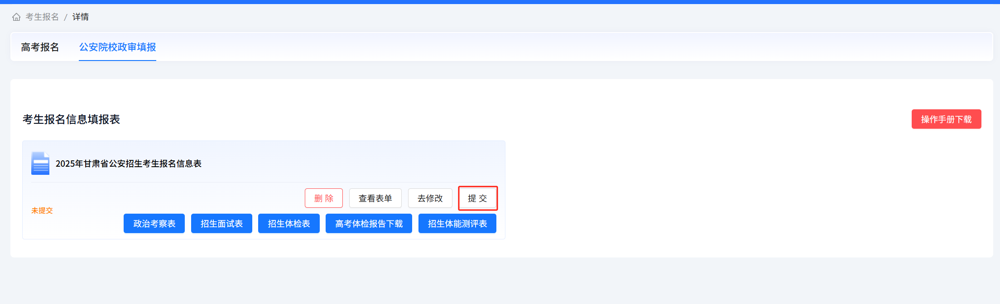 考生报名 / 详情
高考报名 公安院校政审填报
考生报名信息填报表 操作手册下载
2025年甘肃省公安招生考生报名信息表
删 除 查看表单 去修改 提 交
未提交
政治考察表 招生面试表 招生体检表 高考体检报告下载 招生体能测评表